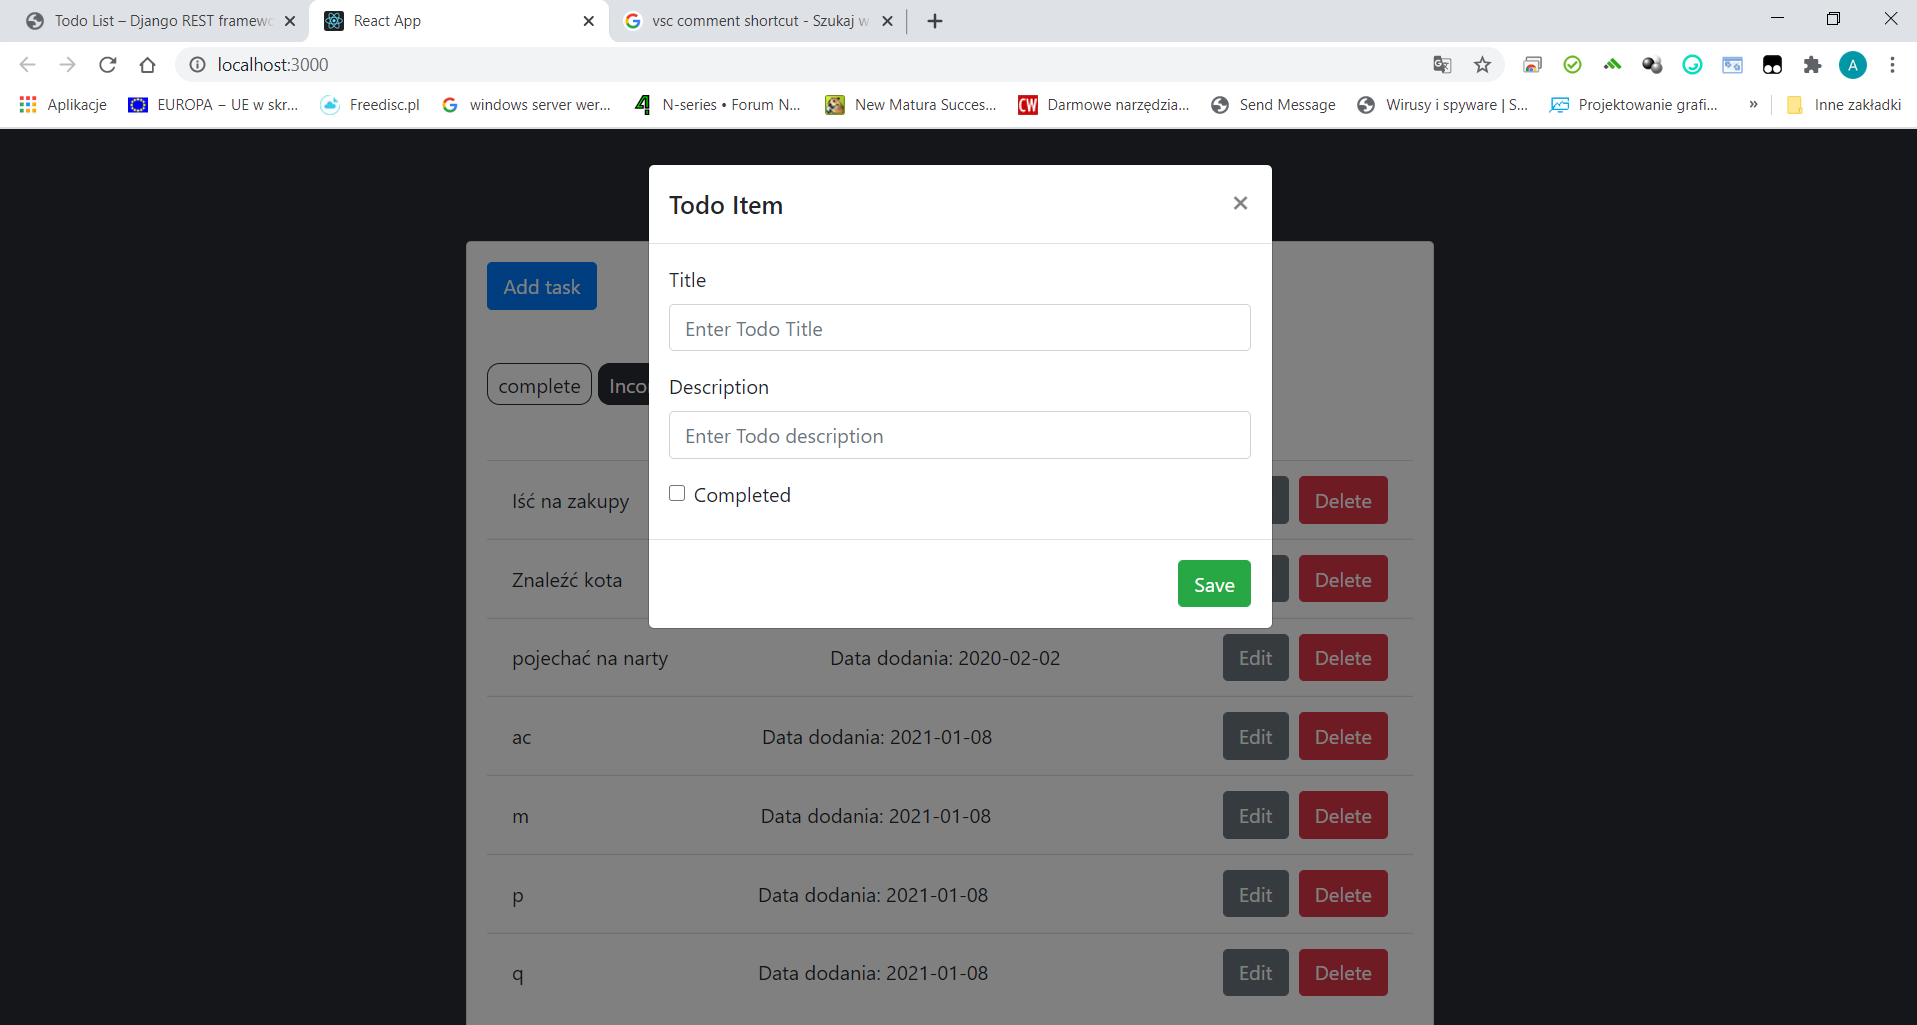 Todo List – Django REST framewo
React App
vsc comment shortcut - Szukaj w
localhost:3000
A
Aplikacje
EUROPA – UE w skr...
Freedisc.pl
windows server wer...
N-series • Forum N...
New Matura Succes...
CW
Darmowe narzędzia...
Send Message
Wirusy i spyware | S...
Projektowanie grafi...
»
Inne zakładki
Todo Item
×
Title
Enter Todo Title
Description
Enter Todo description
Completed
Save
Add task
complete
Inco
Iść na zakupy
Delete
Znaleźć kota
Delete
pojechać na narty Data dodania: 2020-02-02 Edit Delete
ac Data dodania: 2021-01-08 Edit Delete
m Data dodania: 2021-01-08 Edit Delete
p Data dodania: 2021-01-08 Edit Delete
q Data dodania: 2021-01-08 Edit Delete